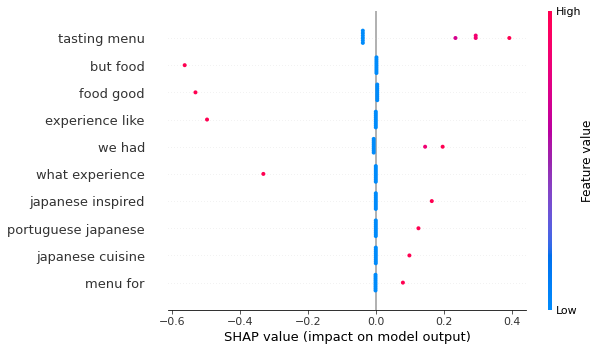 High
tasting menu
but food
food good
experience like
we had
what experience
japanese inspired
portuguese japanese
japanese cuisine
menu for
Feature value
Low
−0.6 −0.4 −0.2 0.0 0.2 0.4
SHAP value (impact on model output)